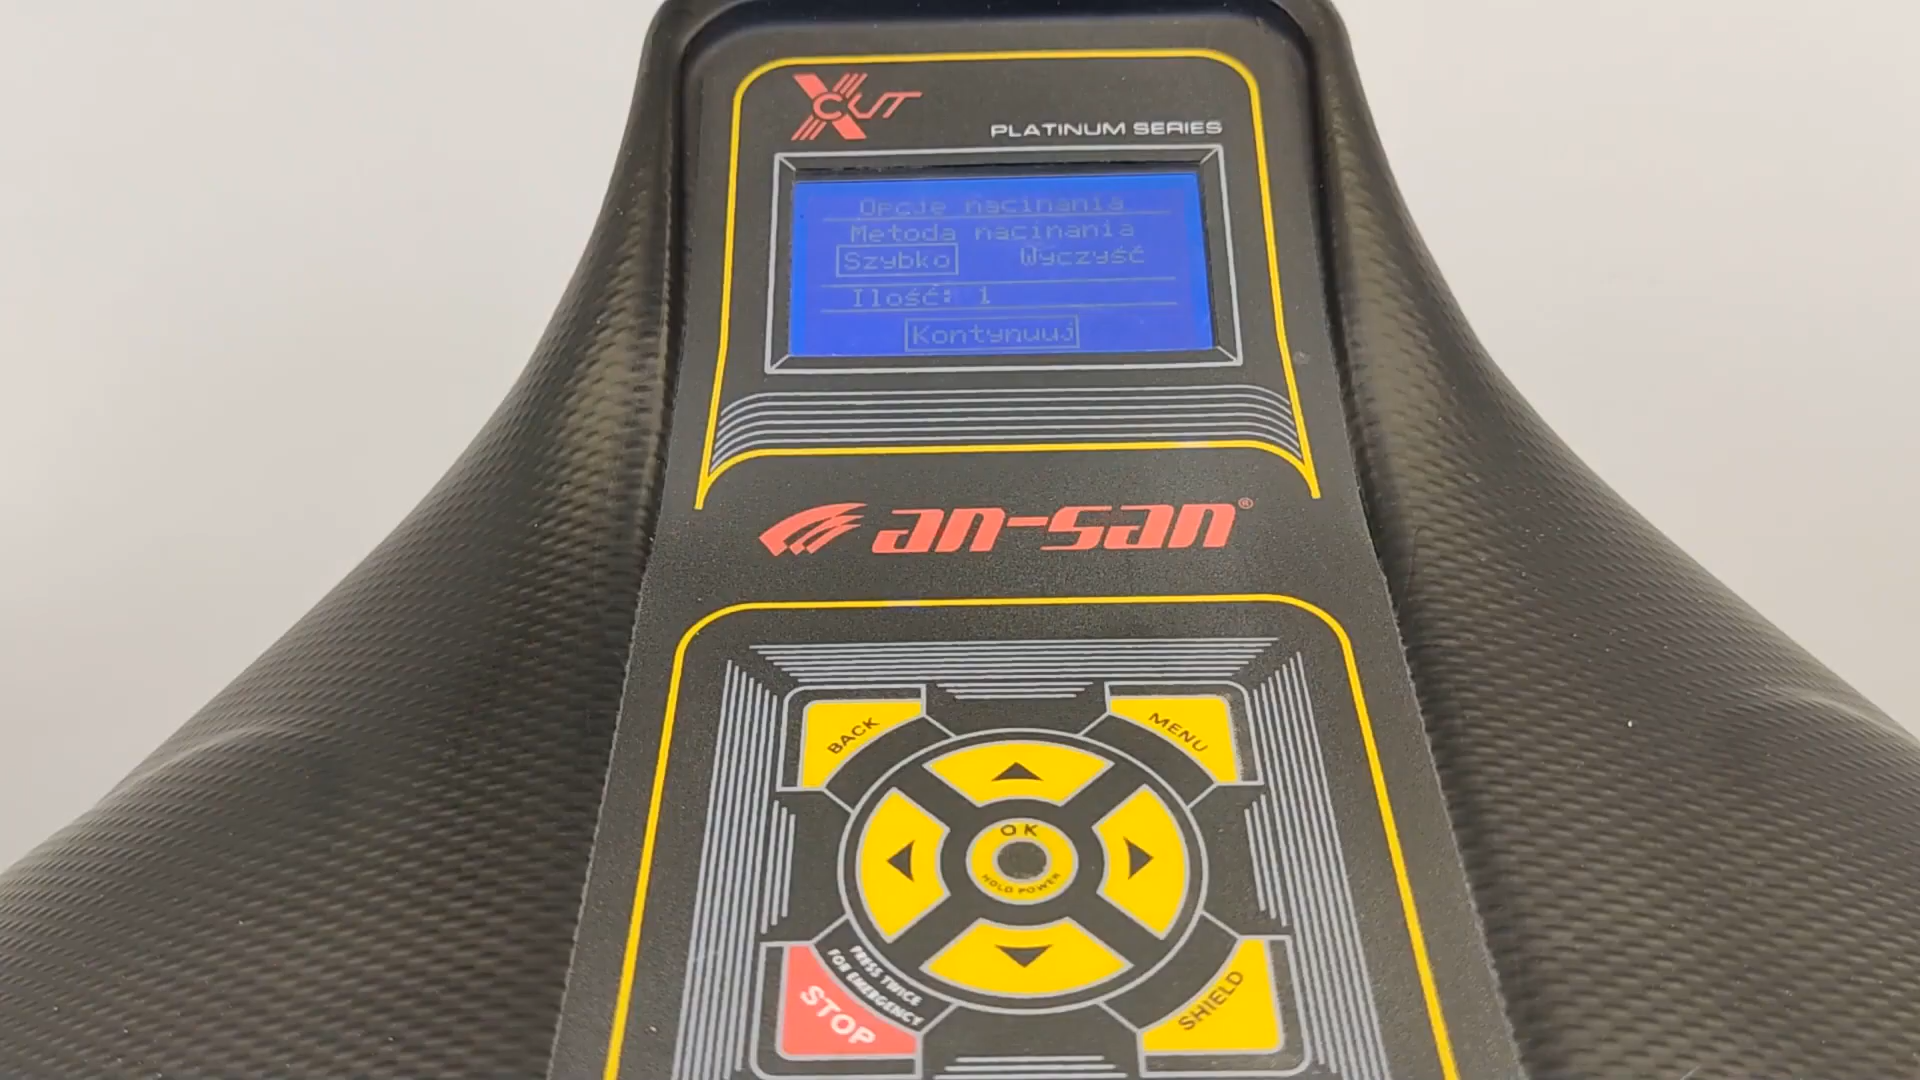 XCUT
PLATINUM SERIES
Opcje nacinania
Metoda nacinania
Szybko Wyczyść
Ilość: 1
Kontynuuj
an-san®
BACK
MENU
OK
HOLD POWER
PRESS TWICE
FOR EMERGENCY
STOP
SHIELD